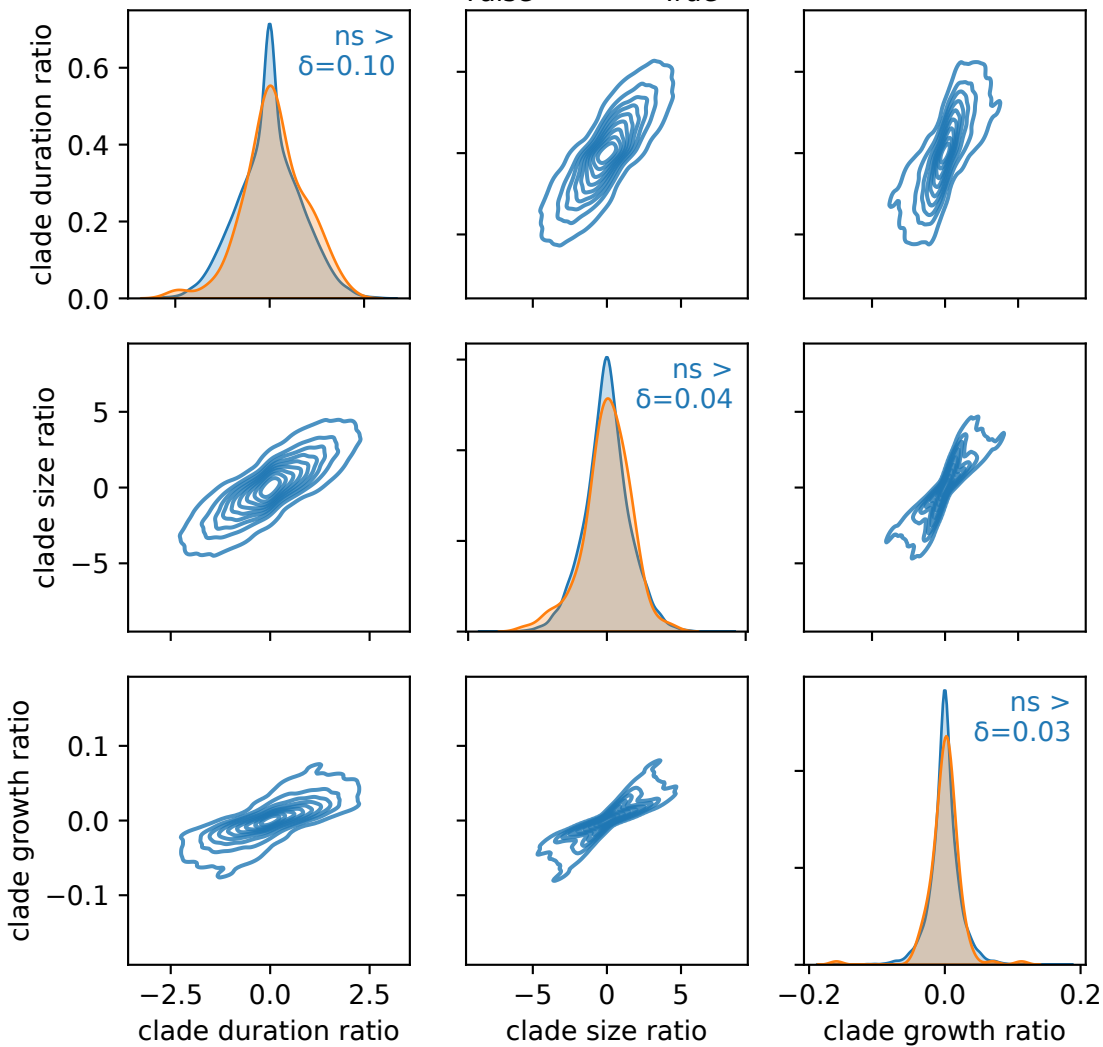 clade duration ratio
0.6
0.4
0.2
0.0
ns >
δ=0.10
clade size ratio
5
0
−5
ns >
δ=0.04
clade growth ratio
0.1
0.0
−0.1
ns >
δ=0.03
−2.5 0.0 2.5
−5 0 5
−0.2 0.0 0.2
clade duration ratio
clade size ratio
clade growth ratio